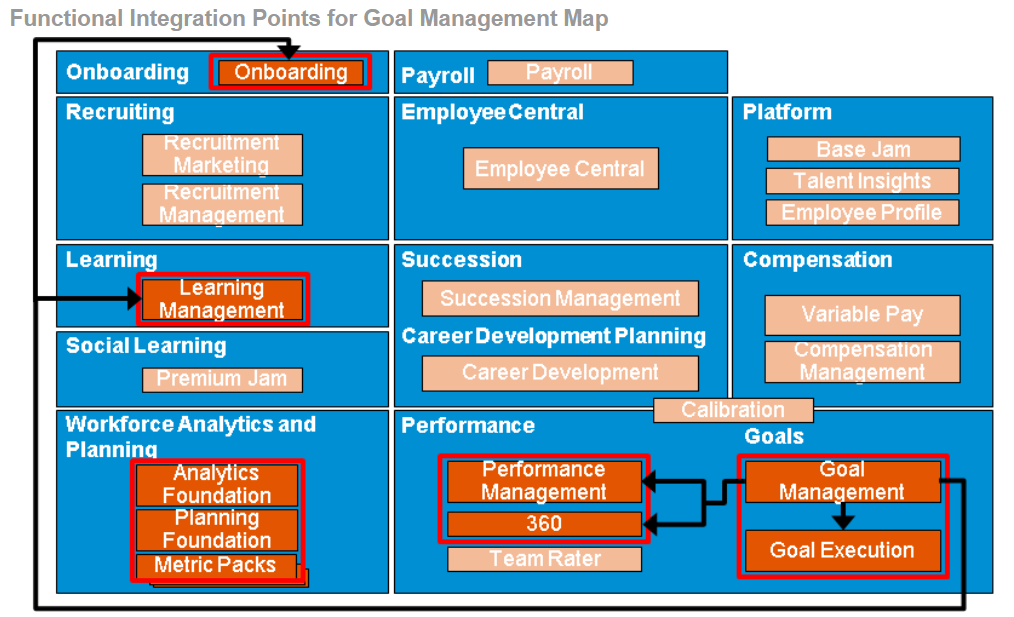 Functional Integration Points for Goal Management Map
Onboarding
Onboarding
Payroll
Payroll
Recruiting
Recruitment
Marketing
Recruitment
Management
EmployeeCentral
Employee Central
Platform
Base Jam
Talent Insights
Employee Profile
Learning
Learning
Management
Succession
Succession Management
Career Development Planning
Career Development
Compensation
Variable Pay
Compensation
Management
Social Learning
Premium Jam
Calibration
Workforce Analytics and
Planning
Analytics
Foundation
Planning
Foundation
Metric Packs
Performance
Performance
Management
360
Team Rater
Goals
Goal
Management
Goal Execution